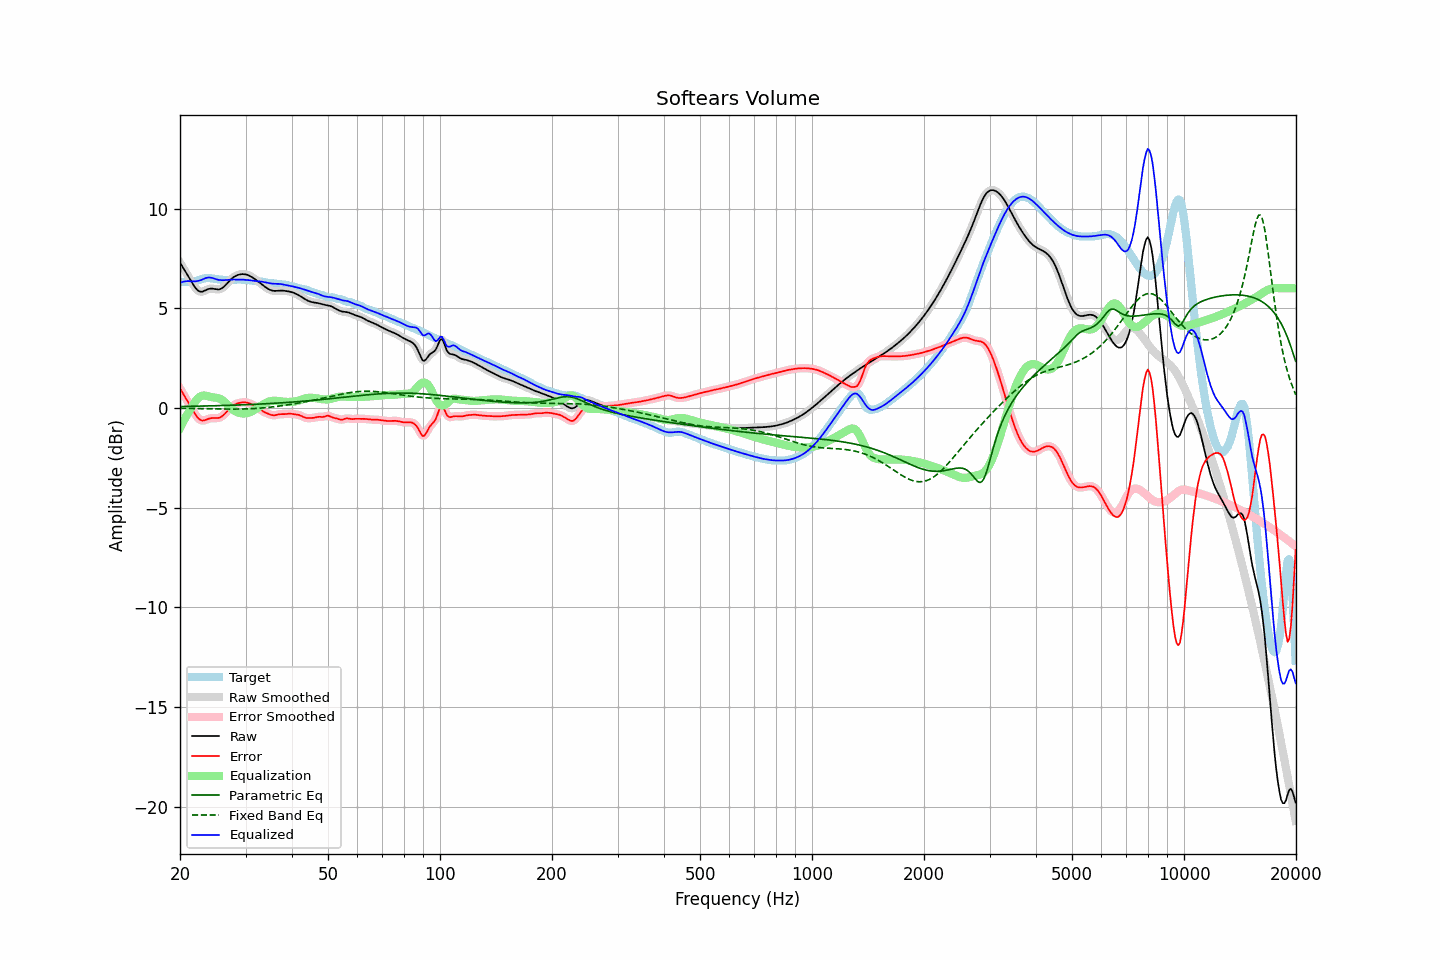 Softears Volume
Amplitude (dBr)
10
5
0
−5
−10
−15
−20
Target
Raw Smoothed
Error Smoothed
Raw
Error
Equalization
Parametric Eq
Fixed Band Eq
Equalized
20 50 100 200 500 1000 2000 5000 10000 20000
Frequency (Hz)